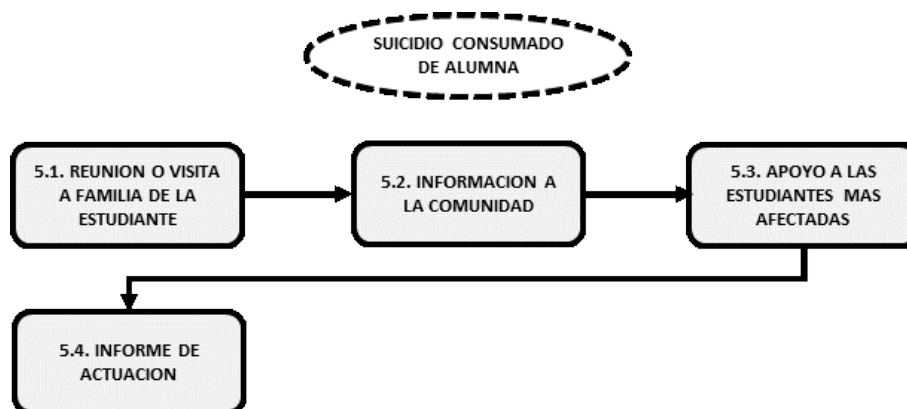 SUICIDIO CONSUMADO
DE ALUMNA
5.1. REUNION O VISITA
A FAMILIA DE LA
ESTUDIANTE
5.2. INFORMACION A
LA COMUNIDAD
5.3. APOYO A LAS
ESTUDIANTES MAS
AFECTADAS
5.4. INFORME DE
ACTUACION